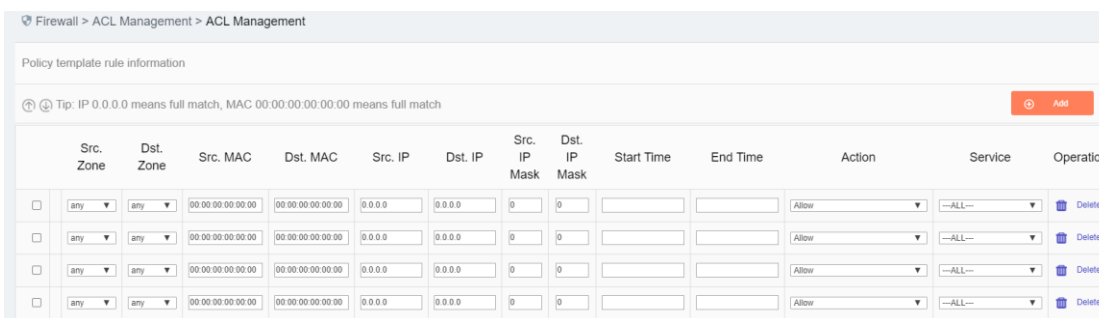 Firewall > ACL Management > ACL Management
Policy template rule information
Tip: IP 0.0.0.0 means full match, MAC 00:00:00:00:00:00 means full match Add
Src. Zone Dst. Zone Src. MAC Dst. MAC Src. IP Dst. IP Src. IP Mask Dst. IP Mask Start Time End Time Action Service Operatio
any any 00:00:00:00:00:00 00:00:00:00:00:00 0.0.0.0 0.0.0.0 0 0 Allow ---ALL--- Delete
any any 00:00:00:00:00:00 00:00:00:00:00:00 0.0.0.0 0.0.0.0 0 0 Allow ---ALL--- Delete
any any 00:00:00:00:00:00 00:00:00:00:00:00 0.0.0.0 0.0.0.0 0 0 Allow ---ALL--- Delete
any any 00:00:00:00:00:00 00:00:00:00:00:00 0.0.0.0 0.0.0.0 0 0 Allow ---ALL--- Delete